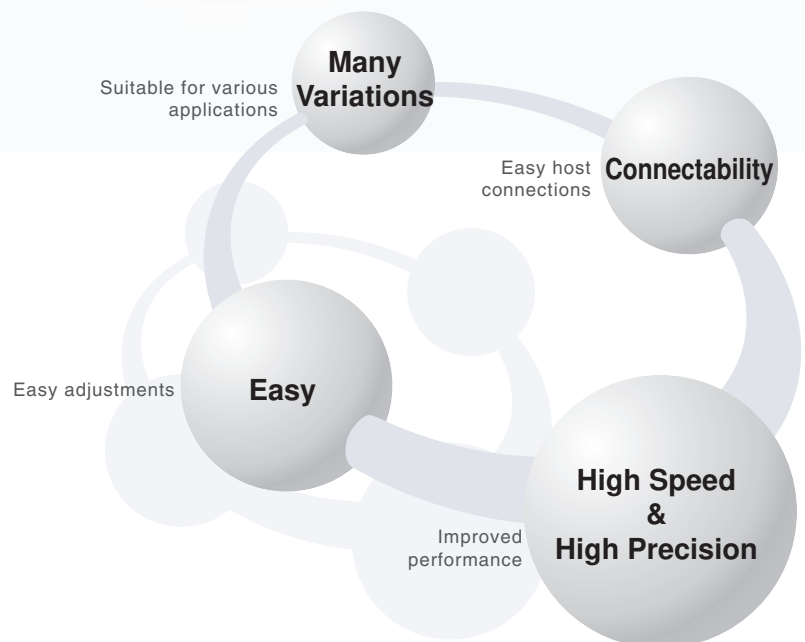 Many
Variations
Suitable for various
applications
Connectability
Easy host
connections
Easy
Easy adjustments
High Speed
&
High Precision
Improved
performance